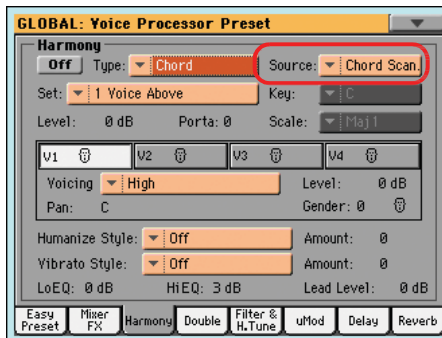 GLOBAL: Voice Processor Preset
Harmony
Off Type: Chord Source: Chord Scan.
Set: 1 Voice Above Key: C
Level: 0 dB Porta: 0 Scale: Maj1
V1 V2 V3 V4
Voicing High Level: 0 dB
Pan: C Gender: 0
Humanize Style: Off Amount: 0
Vibrato Style: Off Amount: 0
LoEQ: 0 dB HiEQ: 3 dB Lead Level: 0 dB
Easy Preset Mixer FX Harmony Double Filter & H.Tune uMod Delay Reverb